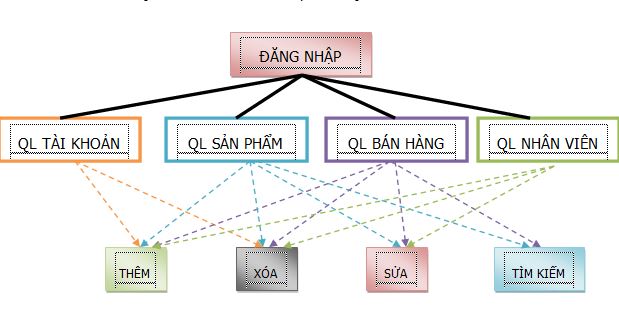 ĐĂNG NHẬP
QL TÀI KHOẢN
QL SẢN PHẨM
QL BÁN HÀNG
QL NHÂN VIÊN
THÊM
XÓA
SỬA
TÌM KIẾM